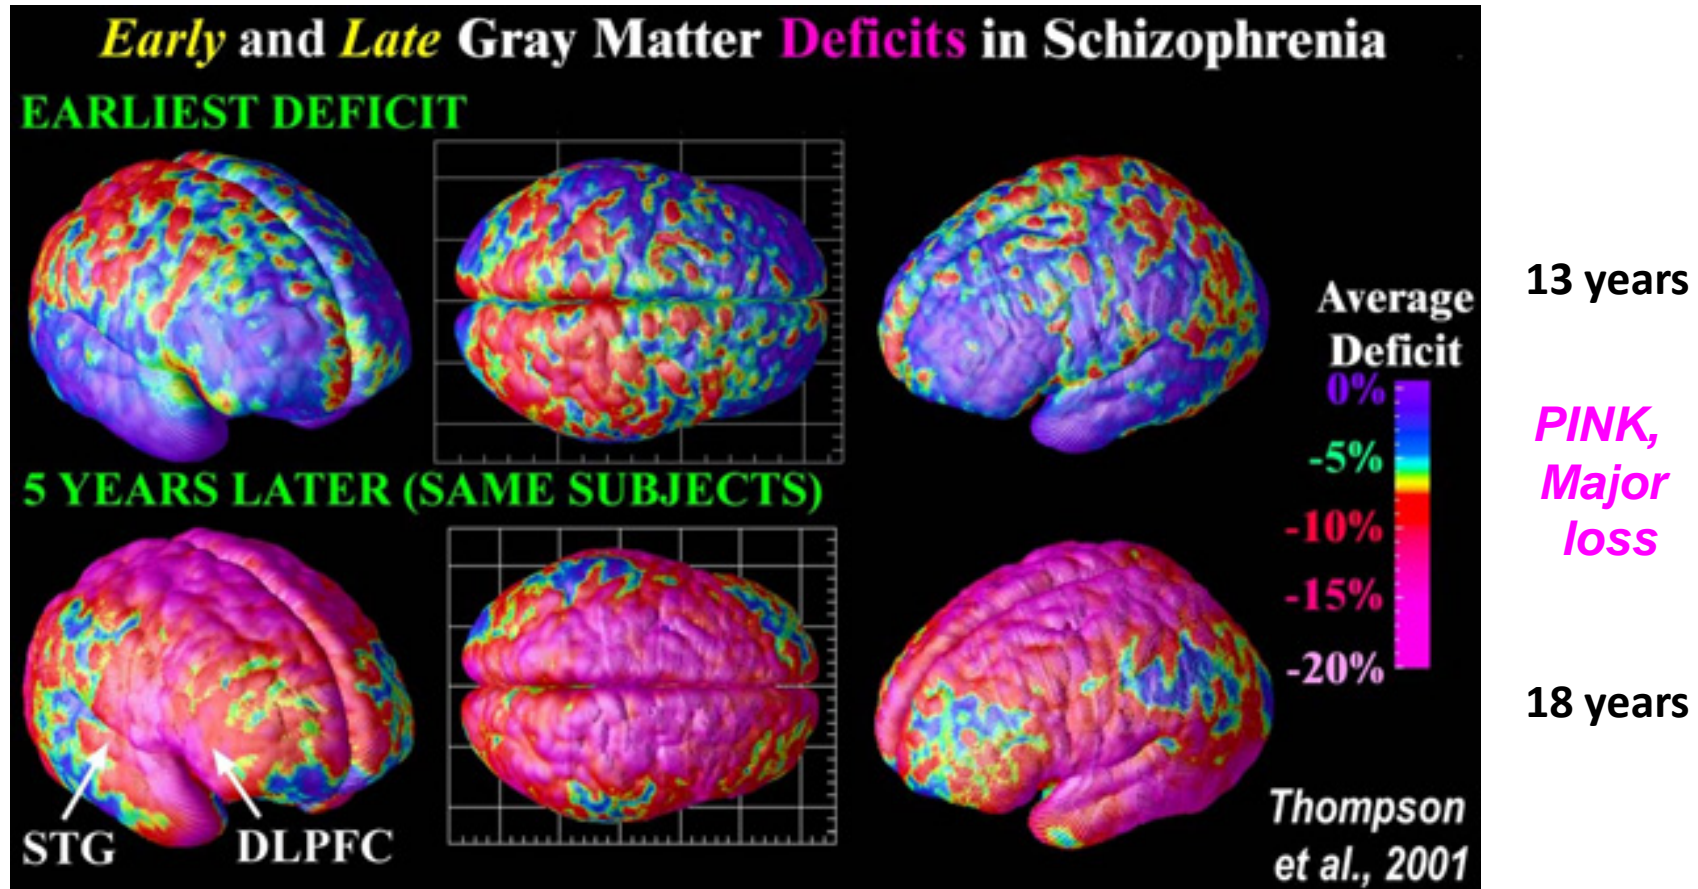 Early and Late Gray Matter Deficits in Schizophrenia
EARLIEST DEFICIT
13 years
Average
Deficit
0%
-5%
-10%
-15%
-20%
PINK,
Major
loss
5 YEARS LATER (SAME SUBJECTS)
18 years
STG
DLPFC
Thompson
et al., 2001